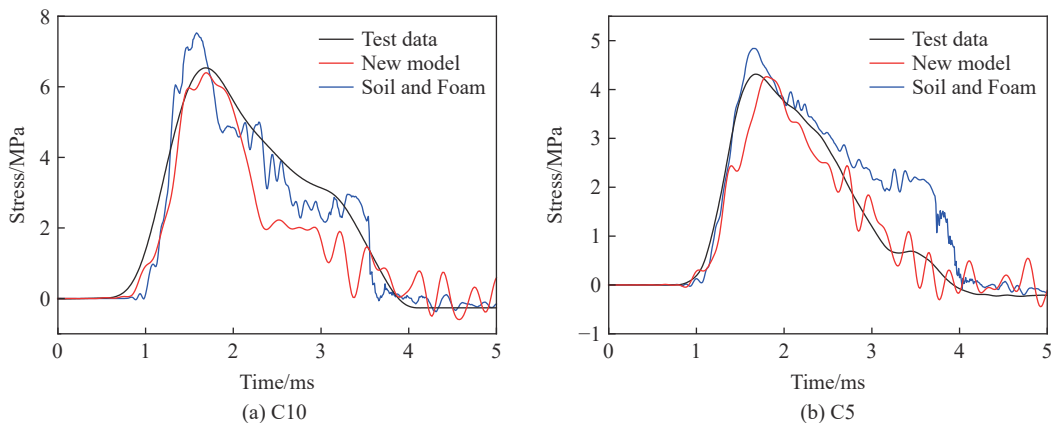 8
6
4
2
0
Stress/MPa
Test data
New model
Soil and Foam
0
1
2
3
4
5
Time/ms
(a) C10
5
4
3
2
1
0
−1
Stress/MPa
Test data
New model
Soil and Foam
0
1
2
3
4
5
Time/ms
(b) C5